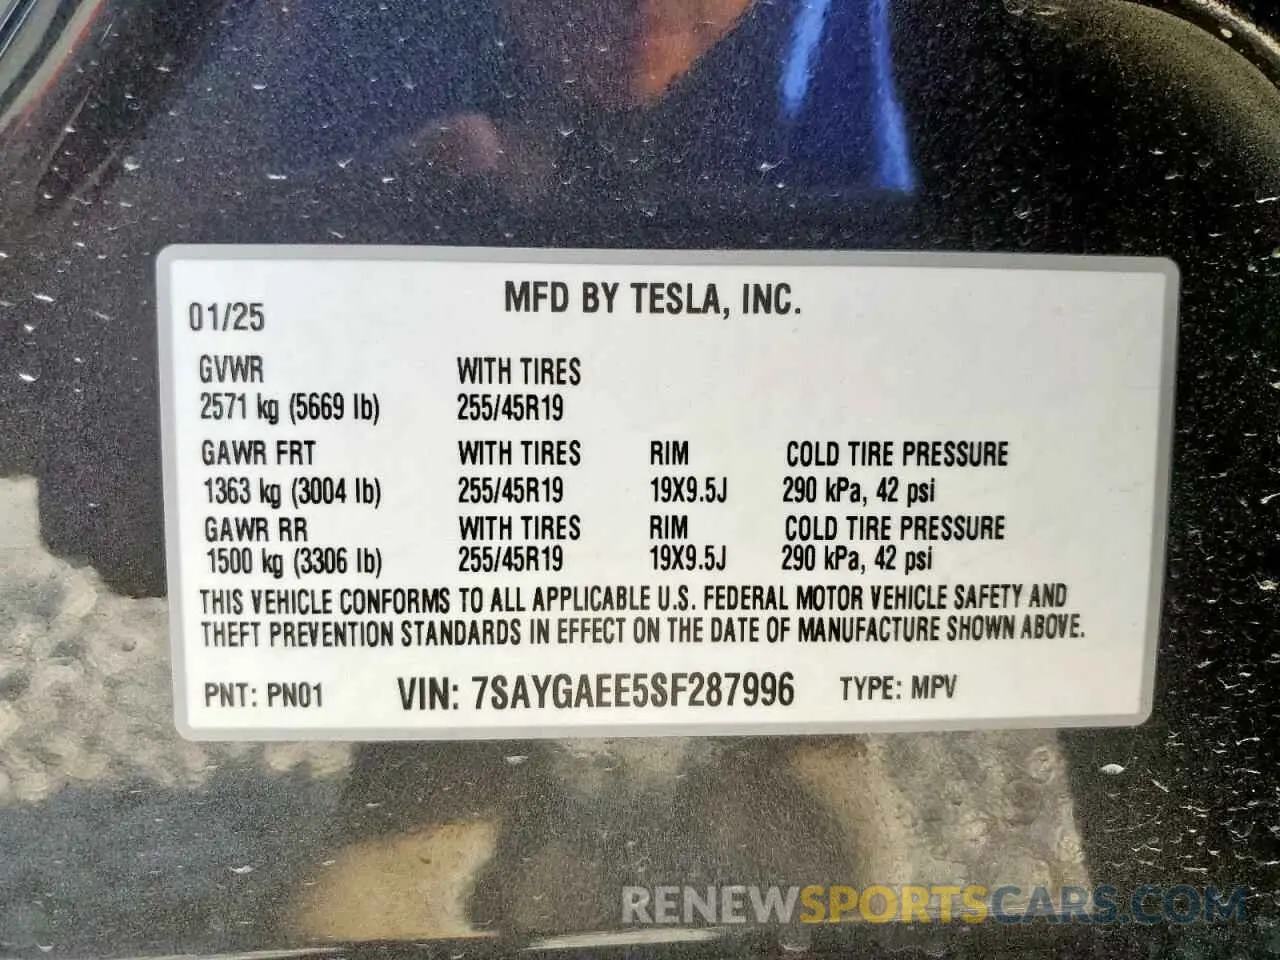 MFD BY TESLA, INC.
01/25
GVWR WITH TIRES
2571 kg (5669 lb) 255/45R19
GAWR FRT WITH TIRES RIM COLD TIRE PRESSURE
1363 kg (3004 lb) 255/45R19 19X9.5J 290 kPa, 42 psi
GAWR RR WITH TIRES RIM COLD TIRE PRESSURE
1500 kg (3306 lb) 255/45R19 19X9.5J 290 kPa, 42 psi
THIS VEHICLE CONFORMS TO ALL APPLICABLE U.S. FEDERAL MOTOR VEHICLE SAFETY AND
THEFT PREVENTION STANDARDS IN EFFECT ON THE DATE OF MANUFACTURE SHOWN ABOVE.
PNT: PN01 VIN: 7SAYGAEE5SF287996 TYPE: MPV
RENEWSPORTSCARS.COM